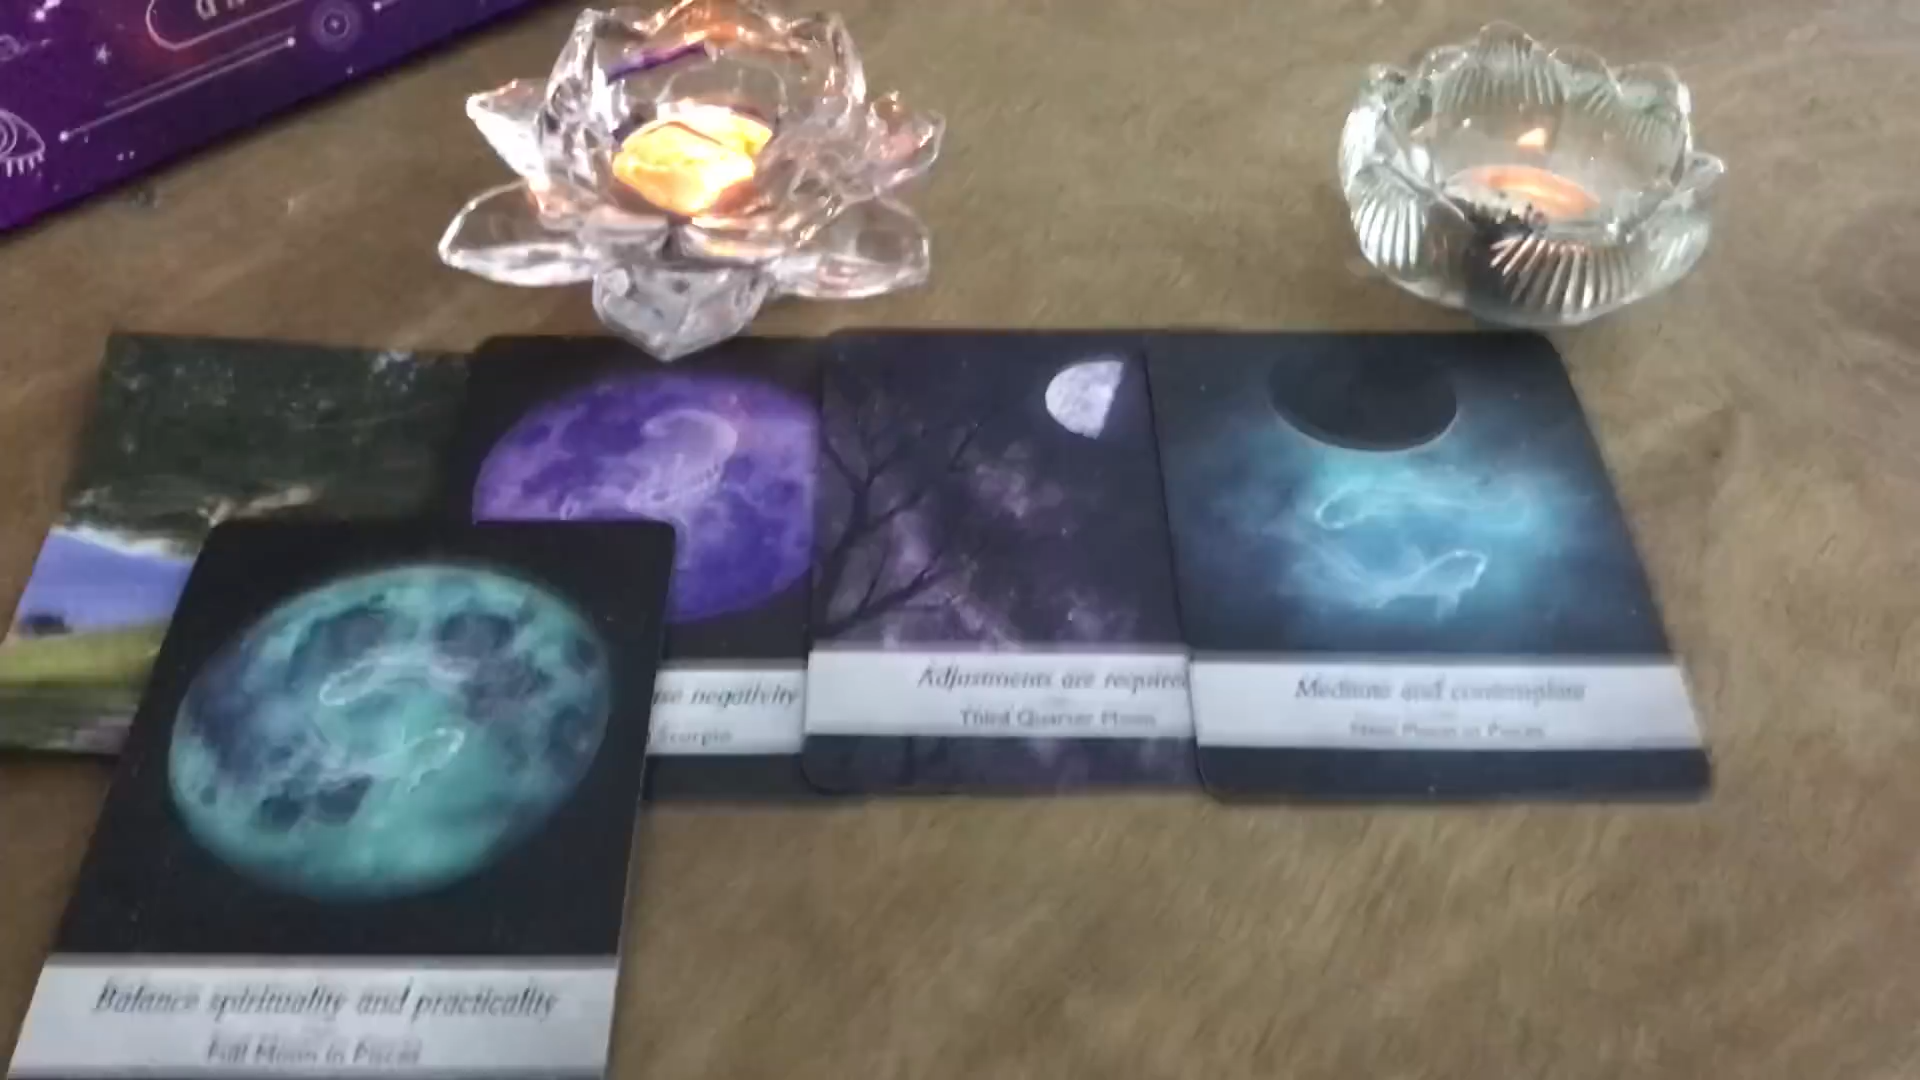 se negativity
Scorpio
Adjustments are require
Third Quarter Moon
Meditate and contemplate
New Moon in Pisces
Balance spirituality and practicality
Full Moon in Pisces